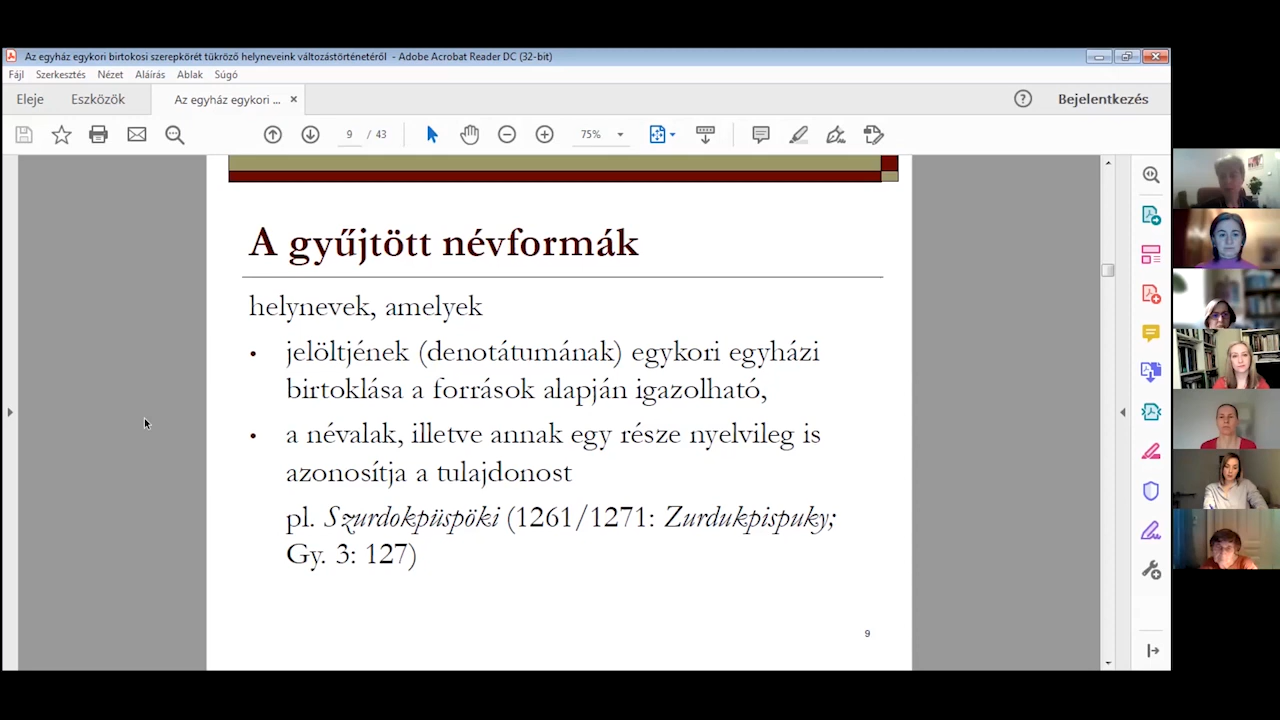 Az egyház egykori birtokosi szerepkörét tükröző helyneveink változástörténetéről - Adobe Acrobat Reader DC (32-bit)
Fájl Szerkesztés Nézet Aláírás Ablak Súgó
Eleje Eszközök Az egyház egykori ... × Bejelentkezés
9 / 43 75%
A gyűjtött névformák
helynevek, amelyek
• jelöltjének (denotátumának) egykori egyházi
birtoklása a források alapján igazolható,
• a névalak, illetve annak egy része nyelvileg is
azonosítja a tulajdonost
pl. Szurdokpüspöki (1261/1271: Zurdukpispuky;
Gy. 3: 127)
9